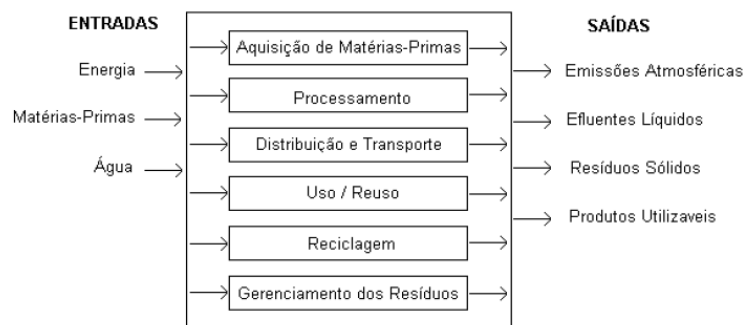 ENTRADAS
Energia
Matérias-Primas
Água
Aquisição de Matérias-Primas
Processamento
Distribuição e Transporte
Uso / Reuso
Reciclagem
Gerenciamento dos Resíduos
SAÍDAS
Emissões Atmosféricas
Efluentes Líquidos
Resíduos Sólidos
Produtos Utilizaveis